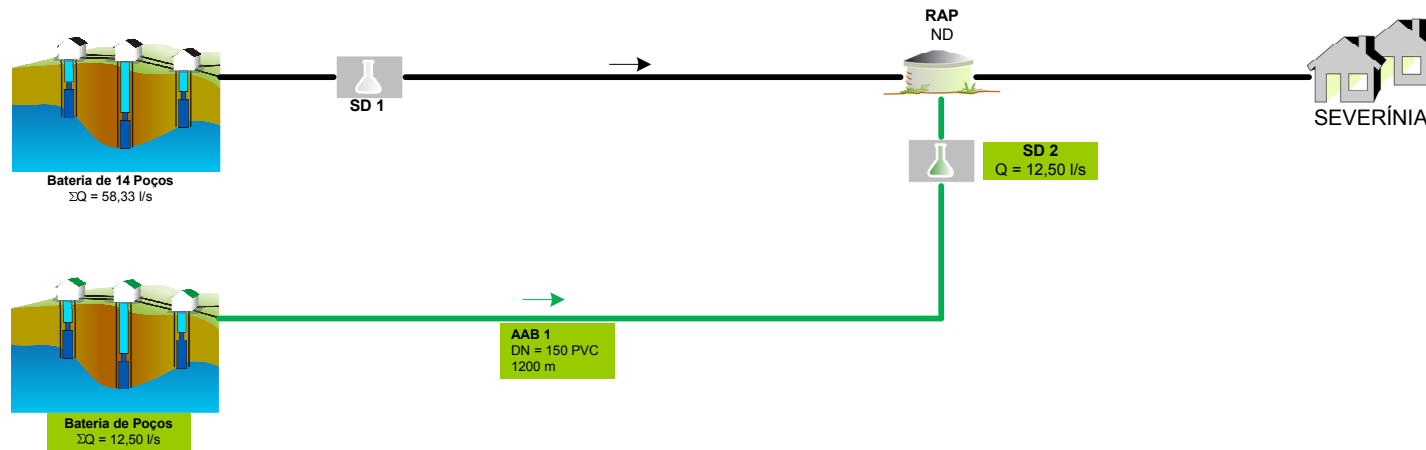 RAP
ND
SD 1
SEVERÍNIA
SD 2
Q = 12,50 l/s
Bateria de 14 Poços
ΣQ = 58,33 l/s
AAB 1
DN = 150 PVC
1200 m
Bateria de Poços
ΣQ = 12,50 l/s